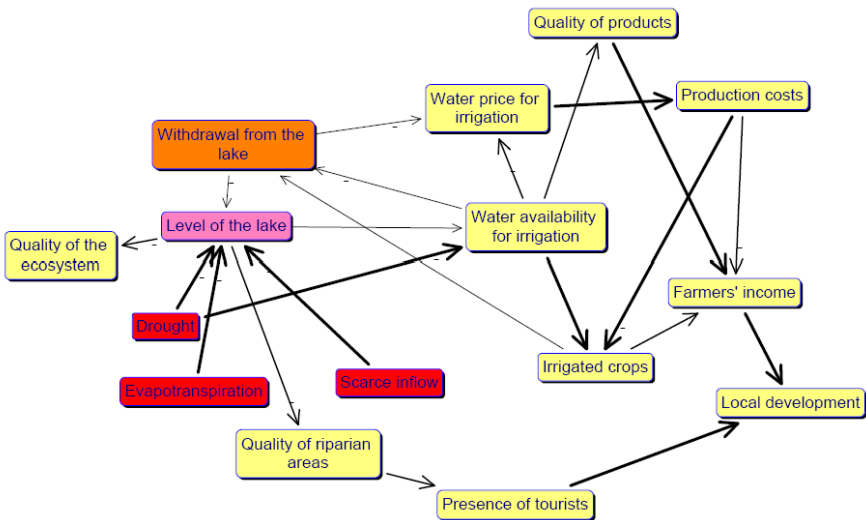 Quality of products
Water price for
irrigation
Production costs
Withdrawal from the
lake
Level of the lake
Water availability
for irrigation
Quality of the
ecosystem
Farmers' income
Drought
Irrigated crops
Evapotranspiration
Scarce inflow
Local development
Quality of riparian
areas
Presence of tourists